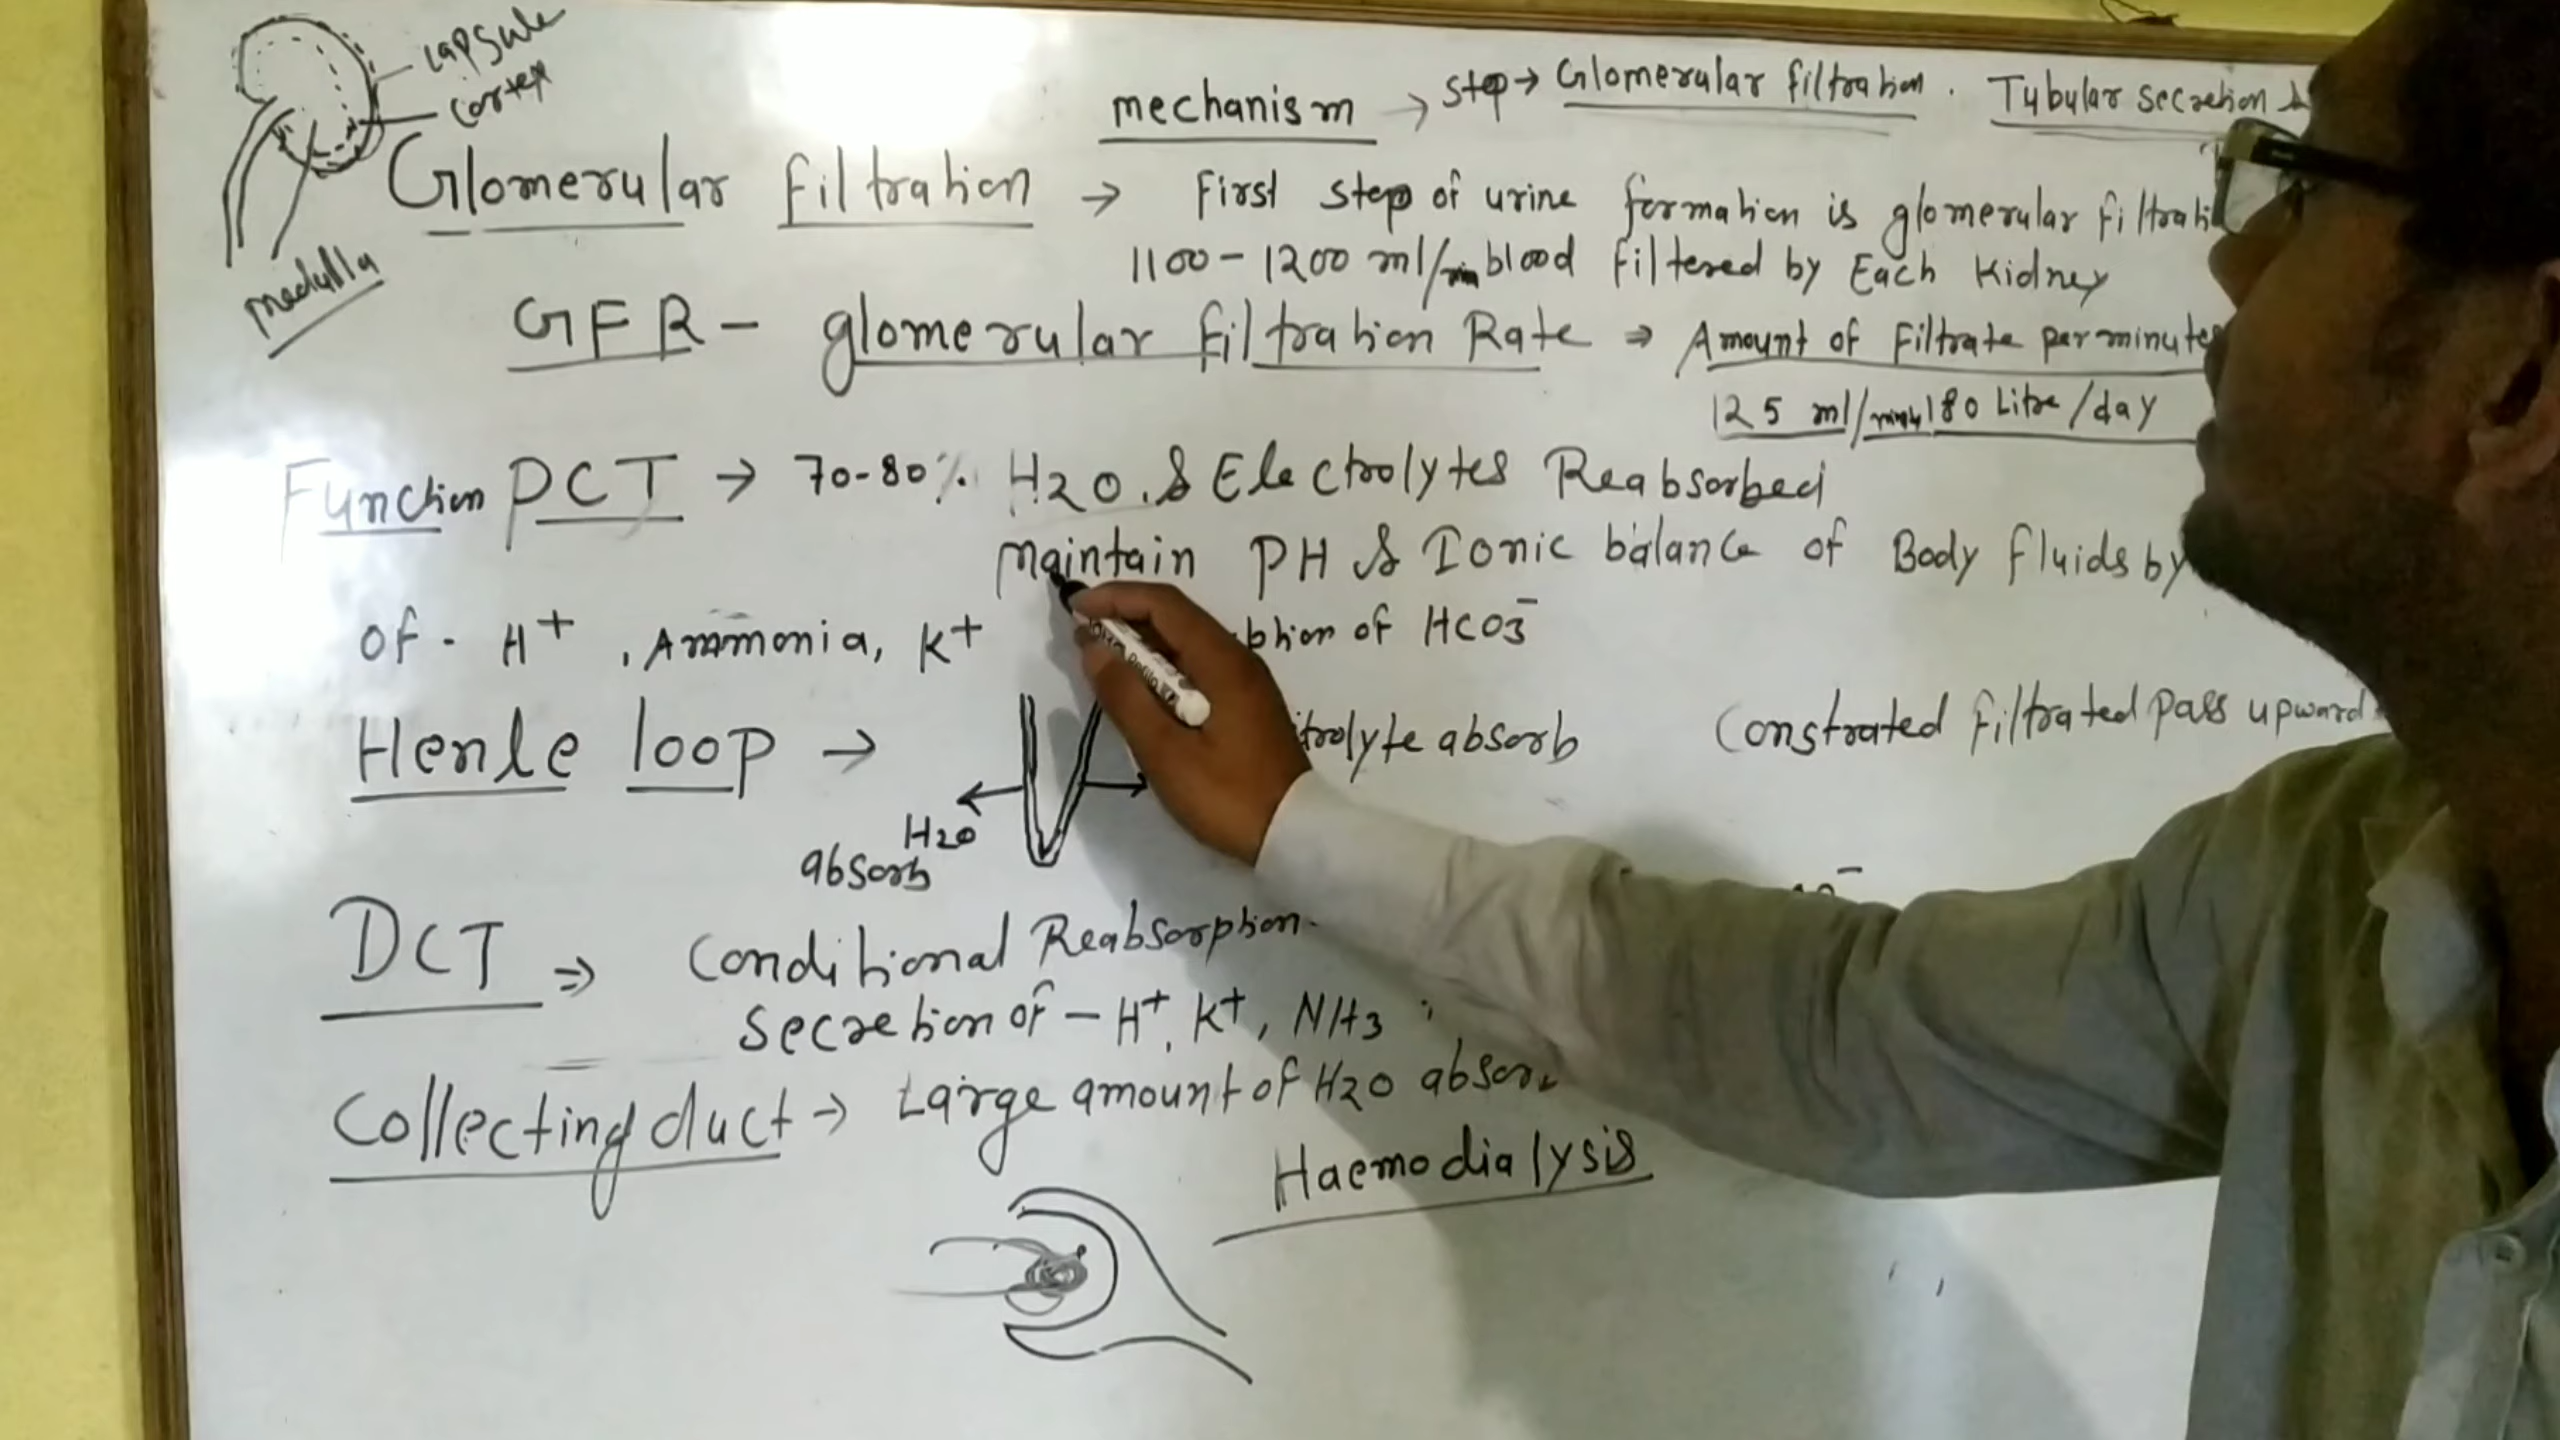 capsule
cortex
medulla
mechanism → step → Glomerular filtration. Tubular secretion &
Glomerular filtration → First step of urine formation is glomerular filtrati
1100-1200 ml/min blood filtered by Each Kidney
GFR - glomerular filtration Rate ⇒ Amount of filtrate per minutes
125 ml/ 180 Litre/day
Function PCT → 70-80% H2O & Electrolytes Reabsorbed
Maintain PH & Ionic balance of Body fluids by
of - H+, Ammonia, K+ btion of HCO3-
Henle loop → trolyte absorb Constrated filtrated pass upward
H2O
absorb
DCT ⇒ Conditional Reabsorption.
Secretion of - H+, K+, NH3
Collecting duct → Large amount of H2O absor
Haemodialysis